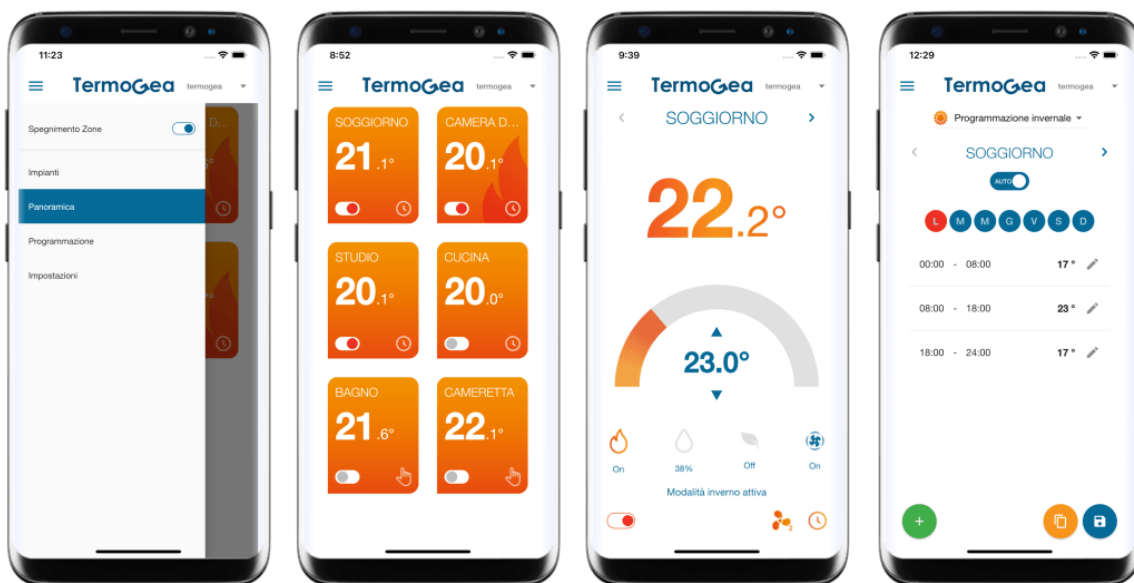 11:23
TermoGea termogea
Spegnimento Zone
Impianti
Panoramica
Programmazione
Impostazioni
D...
8:52
TermoGea termogea
SOGGIORNO
21.1°
CAMERA D...
20.1°
STUDIO
20.1°
CUCINA
20.0°
BAGNO
21.6°
CAMERETTA
22.1°
9:39
TermoGea termogea
SOGGIORNO
22.2°
23.0°
On
38%
Off
On
Modalità inverno attiva
2
12:29
TermoGea termogea
Programmazione invernale
SOGGIORNO
AUTO
L M M G V S D
00:00 - 08:00 17 °
08:00 - 18:00 23 °
18:00 - 24:00 17 °